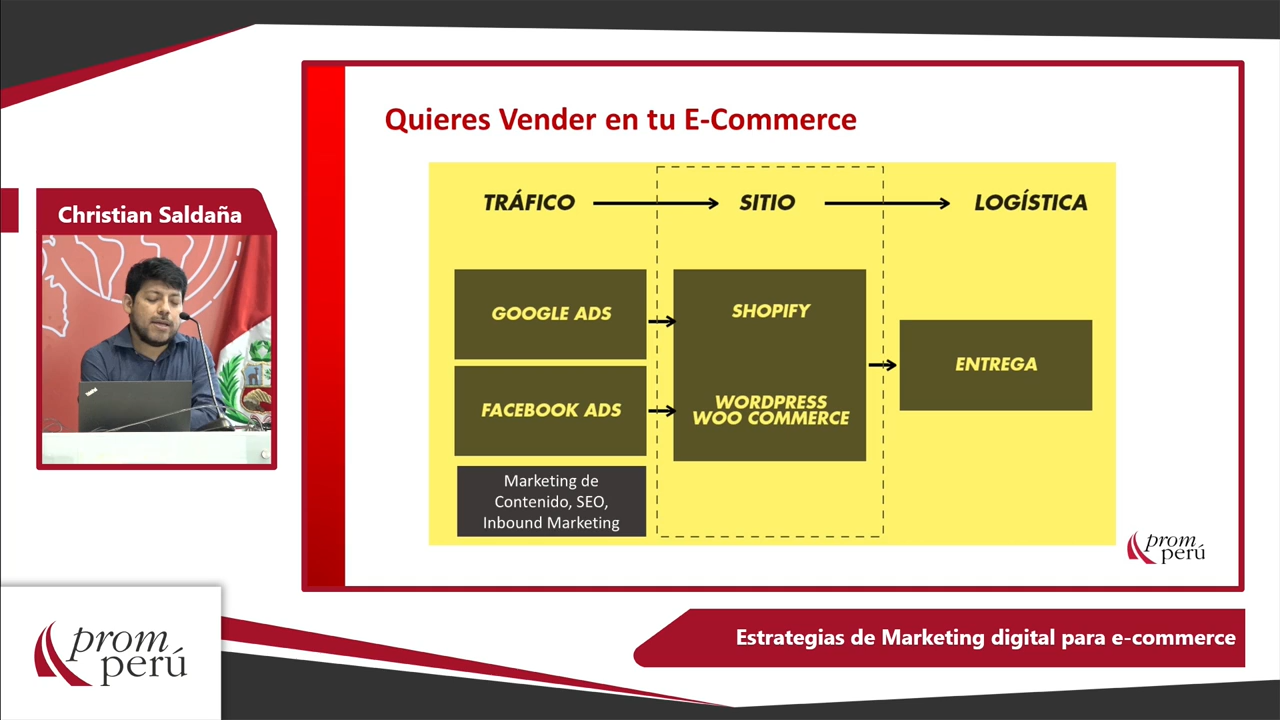 Quieres Vender en tu E-Commerce
Christian Saldaña
TRÁFICO
SITIO
LOGÍSTICA
GOOGLE ADS
SHOPIFY
FACEBOOK ADS
WORDPRESS
WOO COMMERCE
ENTREGA
Marketing de
Contenido, SEO,
Inbound Marketing
prom
perú
prom
perú
Estrategias de Marketing digital para e-commerce